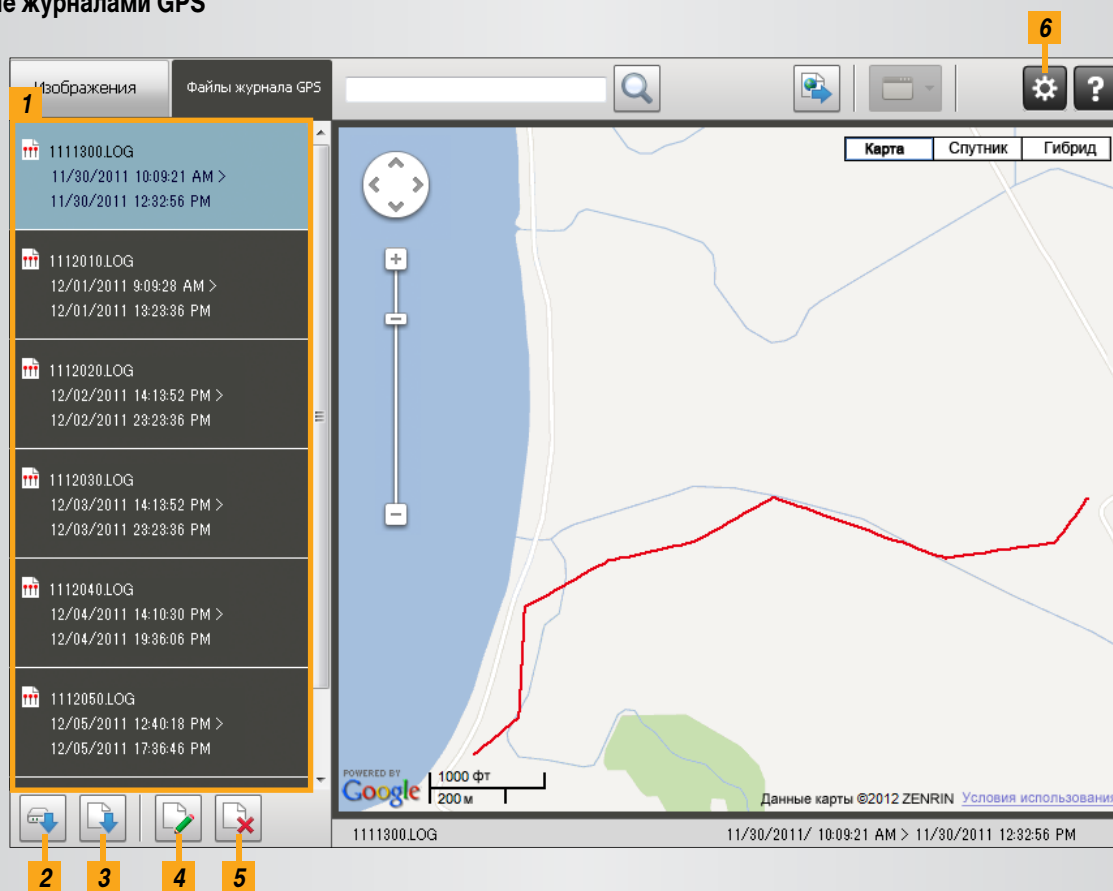 журналами GPS
6
Изображения
Файлы журнала GPS
?
1
1111300.LOG
11/30/2011 10:09:21 AM >
11/30/2011 12:32:56 PM
1112010.LOG
12/01/2011 9:09:28 AM >
12/01/2011 13:23:36 PM
1112020.LOG
12/02/2011 14:13:52 PM >
12/02/2011 23:23:36 PM
1112030.LOG
12/03/2011 14:13:52 PM >
12/03/2011 23:23:36 PM
1112040.LOG
12/04/2011 14:10:30 PM >
12/04/2011 19:36:06 PM
1112050.LOG
12/05/2011 12:40:18 PM >
12/05/2011 17:36:46 PM
Карта
Спутник
Гибрид
+
−
POWERED BY
Google
1000 фт
200 м
Данные карты ©2012 ZENRIN Условия использования
1111300.LOG
11/30/2011/ 10:09:21 AM > 11/30/2011 12:32:56 PM
2
3
4
5